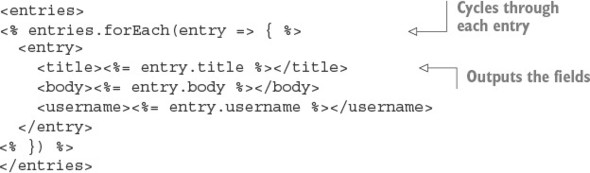 <entries>
<% entries.forEach(entry => { %>
  <entry>
    <title><%= entry.title %></title>
    <body><%= entry.body %></body>
    <username><%= entry.username %></username>
  </entry>
<% }) %>
</entries>
Cycles through
each entry
Outputs the fields